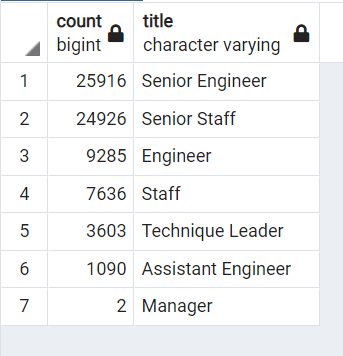 count title
bigint character varying
1 25916 Senior Engineer
2 24926 Senior Staff
3 9285 Engineer
4 7636 Staff
5 3603 Technique Leader
6 1090 Assistant Engineer
7 2 Manager